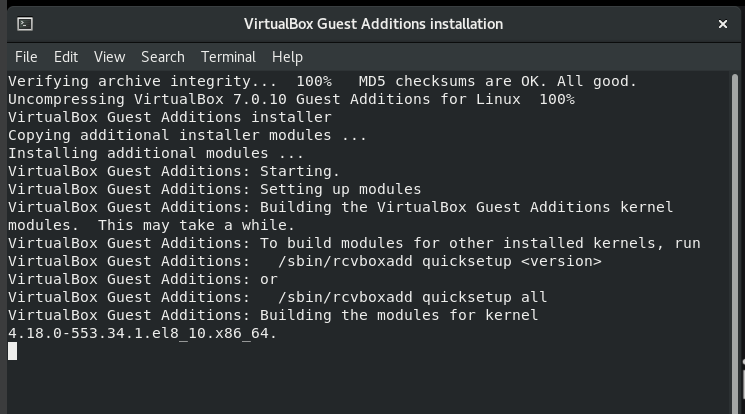 VirtualBox Guest Additions installation
File Edit View Search Terminal Help
Verifying archive integrity...  100%   MD5 checksums are OK. All good.
Uncompressing VirtualBox 7.0.10 Guest Additions for Linux  100%
VirtualBox Guest Additions installer
Copying additional installer modules ...
Installing additional modules ...
VirtualBox Guest Additions: Starting.
VirtualBox Guest Additions: Setting up modules
VirtualBox Guest Additions: Building the VirtualBox Guest Additions kernel
modules.  This may take a while.
VirtualBox Guest Additions: To build modules for other installed kernels, run
VirtualBox Guest Additions:   /sbin/rcvboxadd quicksetup <version>
VirtualBox Guest Additions: or
VirtualBox Guest Additions:   /sbin/rcvboxadd quicksetup all
VirtualBox Guest Additions: Building the modules for kernel
4.18.0-553.34.1.el8_10.x86_64.